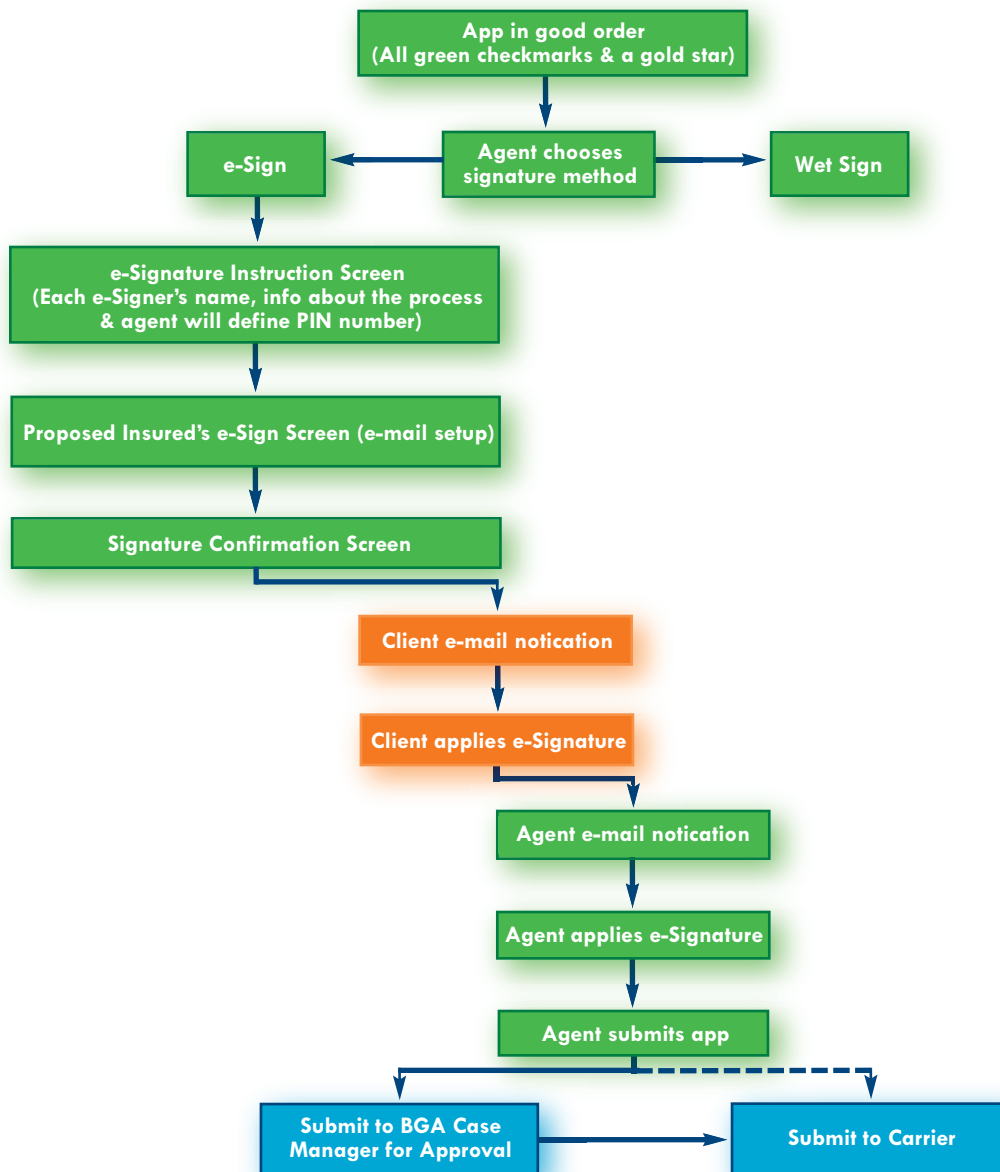 App in good order
(All green checkmarks & a gold star)
e-Sign
Agent chooses
signature method
Wet Sign
e-Signature Instruction Screen
(Each e-Signer’s name, info about the process
& agent will define PIN number)
Proposed Insured’s e-Sign Screen (e-mail setup)
Signature Confirmation Screen
Client e-mail notication
Client applies e-Signature
Agent e-mail notication
Agent applies e-Signature
Agent submits app
Submit to BGA Case
Manager for Approval
Submit to Carrier